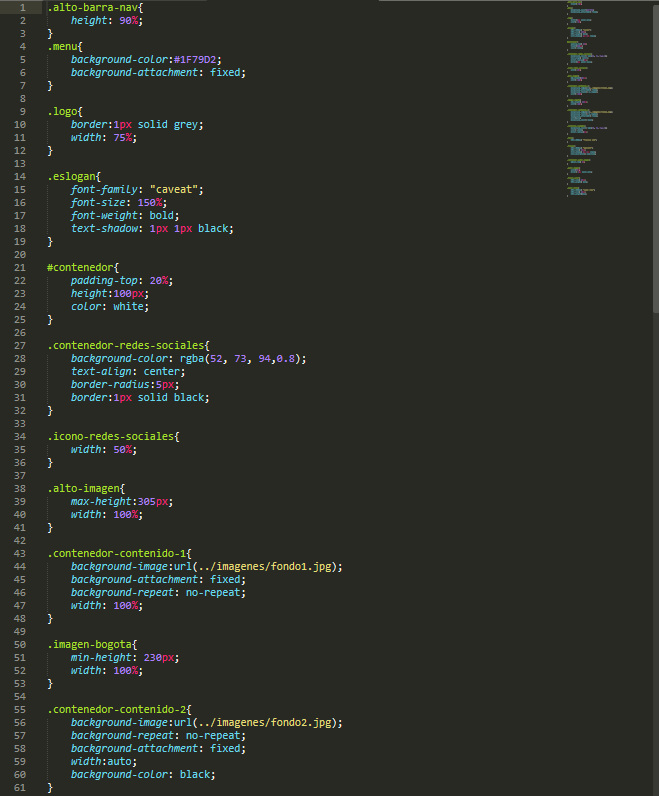 1 .alto-barra-nav{
2 height: 90%;
3 }
4 .menu{
5 background-color:#1F79D2;
6 background-attachment: fixed;
7 }
8
9 .logo{
10 border:1px solid grey;
11 width: 75%;
12 }
13
14 .eslogan{
15 font-family: "caveat";
16 font-size: 150%;
17 font-weight: bold;
18 text-shadow: 1px 1px black;
19 }
20
21 #contenedor{
22 padding-top: 20%;
23 height:100px;
24 color: white;
25 }
26
27 .contenedor-redes-sociales{
28 background-color: rgba(52, 73, 94,0.8);
29 text-align: center;
30 border-radius:5px;
31 border:1px solid black;
32 }
33
34 .icono-redes-sociales{
35 width: 50%;
36 }
37
38 .alto-imagen{
39 max-height:305px;
40 width: 100%;
41 }
42
43 .contenedor-contenido-1{
44 background-image:url(../imagenes/fondo1.jpg);
45 background-attachment: fixed;
46 background-repeat: no-repeat;
47 width: 100%;
48 }
49
50 .imagen-bogota{
51 min-height: 230px;
52 width: 100%;
53 }
54
55 .contenedor-contenido-2{
56 background-image:url(../imagenes/fondo2.jpg);
57 background-repeat: no-repeat;
58 background-attachment: fixed;
59 width:auto;
60 background-color: black;
61 }